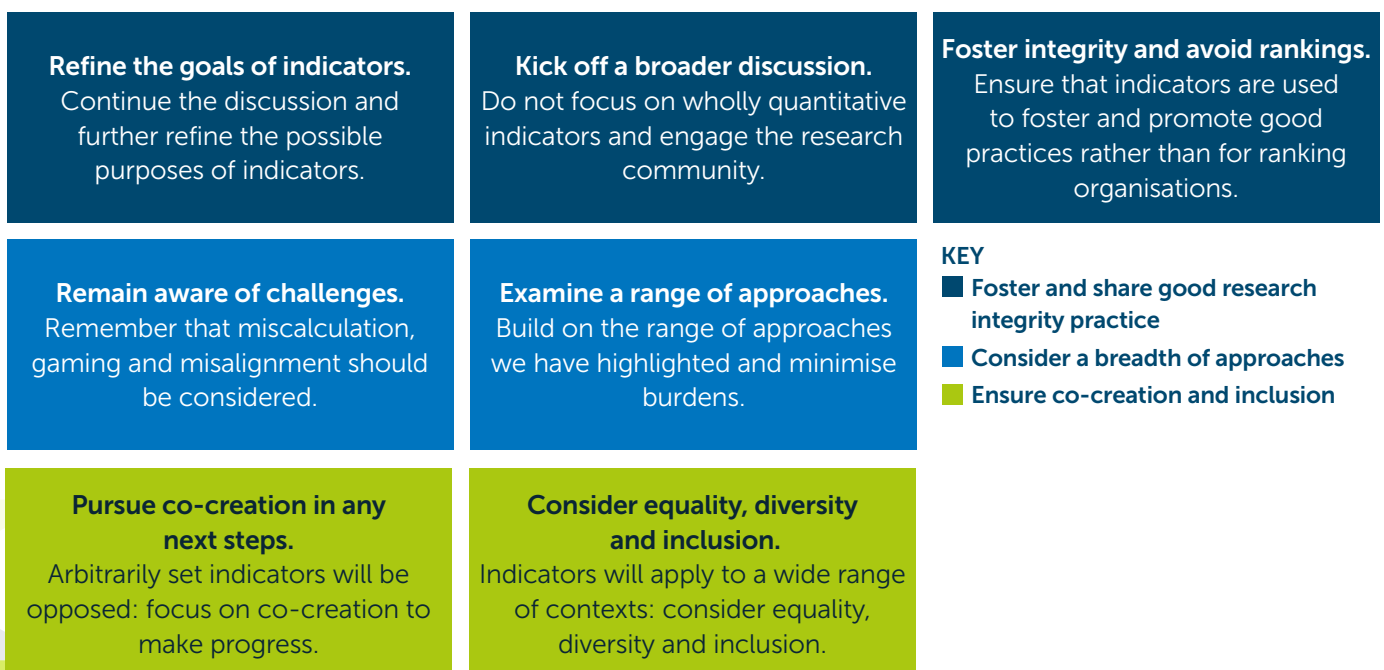 Refine the goals of indicators.
Continue the discussion and
further refine the possible
purposes of indicators.
Kick off a broader discussion.
Do not focus on wholly quantitative
indicators and engage the research
community.
Foster integrity and avoid rankings.
Ensure that indicators are used
to foster and promote good
practices rather than for ranking
organisations.
Remain aware of challenges.
Remember that miscalculation,
gaming and misalignment should
be considered.
Examine a range of approaches.
Build on the range of approaches
we have highlighted and minimise
burdens.
KEY
Foster and share good research
integrity practice
Consider a breadth of approaches
Ensure co-creation and inclusion
Pursue co-creation in any
next steps.
Arbitrarily set indicators will be
opposed: focus on co-creation to
make progress.
Consider equality, diversity
and inclusion.
Indicators will apply to a wide range
of contexts: consider equality,
diversity and inclusion.